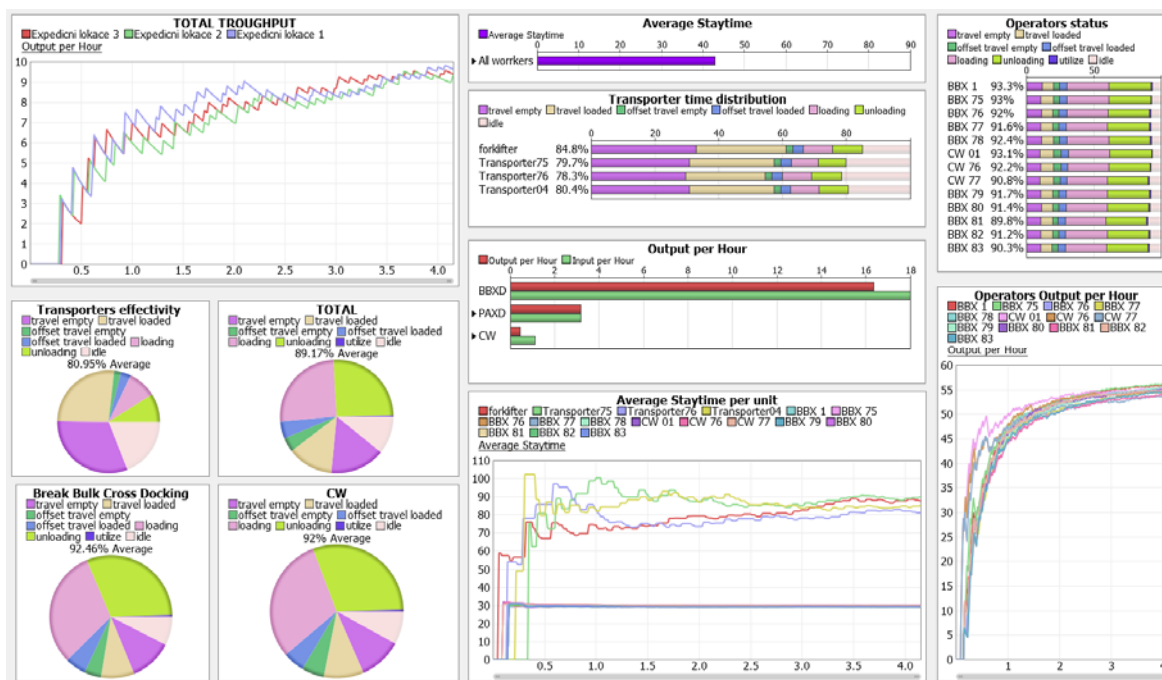 TOTAL TROUGHPUT
Expedicni lokace 3 Expedicni lokace 2 Expedicni lokace 1
Output per Hour
10
9
8
7
6
5
4
3
2
1
0
0.5 1.0 1.5 2.0 2.5 3.0 3.5 4.0
Average Staytime
Average Staytime
0 10 20 30 40 50 60 70 80 90
All worrkers
Transporter time distribution
travel empty travel loaded offset travel empty offset travel loaded loading unloading
idle
0 20 40 60 80
forklifter 84.8%
Transporter75 79.7%
Transporter76 78.3%
Transporter04 80.4%
Output per Hour
Output per Hour Input per Hour
0 2 4 6 8 10 12 14 16 18
BBXD
PAXD
CW
Operators status
travel empty travel loaded
offset travel empty offset travel loaded
loading unloading utilize idle
0 50
BBX 1 93.3%
BBX 75 93%
BBX 76 92%
BBX 77 91.6%
BBX 78 92.4%
CW 01 93.1%
CW 76 92.2%
CW 77 90.8%
BBX 79 91.7%
BBX 80 91.4%
BBX 81 89.8%
BBX 82 91.2%
BBX 83 90.3%
Transporters effectivity
travel empty travel loaded
offset travel empty
offset travel loaded loading
unloading idle
80.95% Average
TOTAL
travel empty travel loaded
offset travel empty offset travel loaded
loading unloading utilize idle
89.17% Average
Break Bulk Cross Docking
travel empty travel loaded
offset travel empty
offset travel loaded loading
unloading utilize idle
92.46% Average
CW
travel empty travel loaded
offset travel empty offset travel loaded
loading unloading utilize idle
92% Average
Average Staytime per unit
forklifter Transporter75 Transporter76 Transporter04 BBX 1 BBX 75
BBX 76 BBX 77 BBX 78 CW 01 CW 76 CW 77 BBX 79 BBX 80
BBX 81 BBX 82 BBX 83
Average Staytime
110
100
90
80
70
60
50
40
30
20
10
0
0.5 1.0 1.5 2.0 2.5 3.0 3.5 4.0
Operators Output per Hour
BBX 1 BBX 75 BBX 76 BBX 77
BBX 78 CW 01 CW 76 CW 77
BBX 79 BBX 80 BBX 81 BBX 82
BBX 83
Output per Hour
60
55
50
45
40
35
30
25
20
15
10
5
0
1 2 3 4